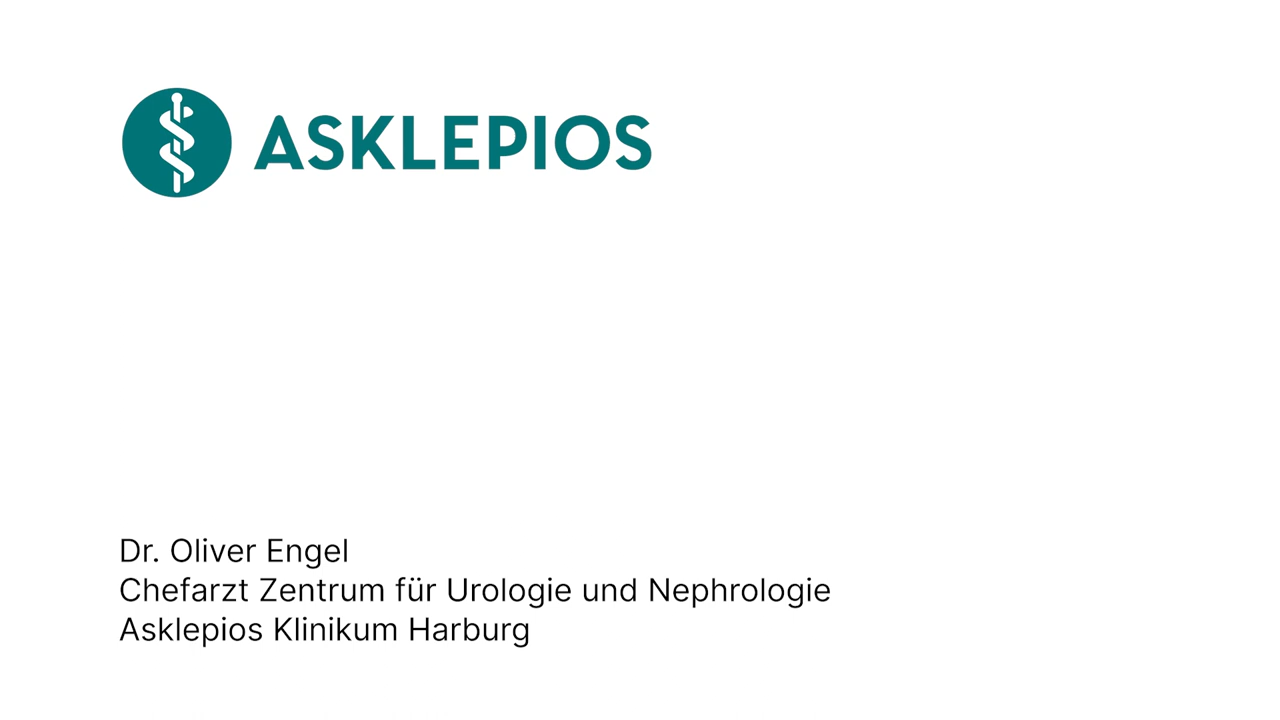 ASKLEPIOS
Dr. Oliver Engel
Chefarzt Zentrum für Urologie und Nephrologie
Asklepios Klinikum Harburg